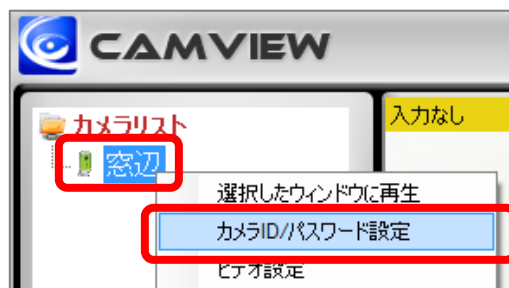 CAMVIEW
カメラリスト
入力なし
窓辺
選択したウィンドウに再生
カメラID/パスワード設定
ビデオ設定